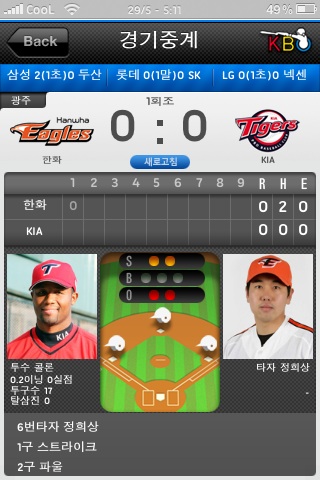 CooL 29/5 - 5:11 49%
Back 경기중계 KBO
삼성 2(1초)0 두산 롯데 0(1말)0 SK LG 0(1초)0 넥센
광주
1회초
Hanwha Eagles 0 : 0 KIA Tigers
한화 새로고침 KIA
1 2 3 4 5 6 7 8 9 R H E
한화 0 0 2 0
KIA 0 0 0
S
B
O
T
KIA
투수 콜론
0.2이닝 0실점
투구수 17
탈삼진 0
타자 정희상
-
6번타자 정희상
1구 스트라이크
2구 파울